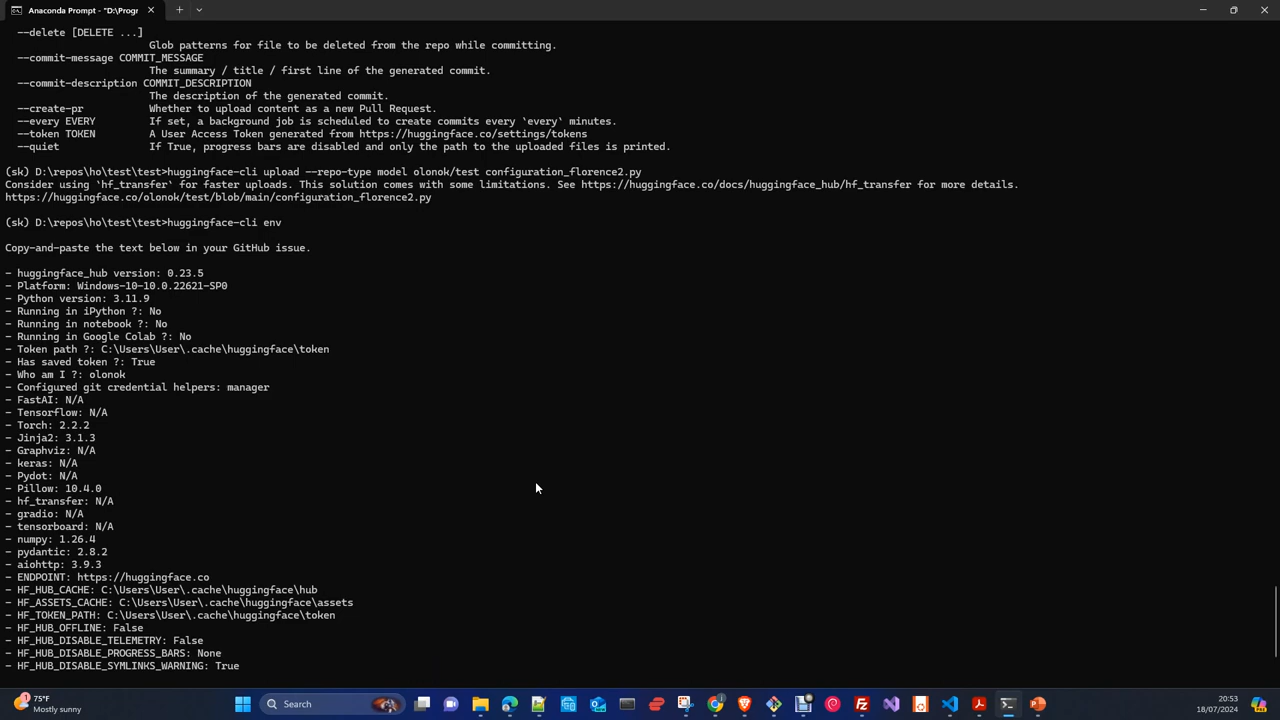 Anaconda Prompt - "D:\Progr
--delete [DELETE ...]
Glob patterns for file to be deleted from the repo while committing.
--commit-message COMMIT_MESSAGE
The summary / title / first line of the generated commit.
--commit-description COMMIT_DESCRIPTION
The description of the generated commit.
--create-pr Whether to upload content as a new Pull Request.
--every EVERY If set, a background job is scheduled to create commits every `every` minutes.
--token TOKEN A User Access Token generated from https://huggingface.co/settings/tokens
--quiet If True, progress bars are disabled and only the path to the uploaded files is printed.
(sk) D:\repos\ho\test\test>huggingface-cli upload --repo-type model olonok/test configuration_florence2.py
Consider using `hf_transfer` for faster uploads. This solution comes with some limitations. See https://huggingface.co/docs/huggingface_hub/hf_transfer for more details.
https://huggingface.co/olonok/test/blob/main/configuration_florence2.py
(sk) D:\repos\ho\test\test>huggingface-cli env
Copy-and-paste the text below in your GitHub issue.
- huggingface_hub version: 0.23.5
- Platform: Windows-10-10.0.22621-SP0
- Python version: 3.11.9
- Running in iPython ?: No
- Running in notebook ?: No
- Running in Google Colab ?: No
- Token path ?: C:\Users\User\.cache\huggingface\token
- Has saved token ?: True
- Who am I ?: olonok
- Configured git credential helpers: manager
- FastAI: N/A
- Tensorflow: N/A
- Torch: 2.2.2
- Jinja2: 3.1.3
- Graphviz: N/A
- keras: N/A
- Pydot: N/A
- Pillow: 10.4.0
- hf_transfer: N/A
- gradio: N/A
- tensorboard: N/A
- numpy: 1.26.4
- pydantic: 2.8.2
- aiohttp: 3.9.3
- ENDPOINT: https://huggingface.co
- HF_HUB_CACHE: C:\Users\User\.cache\huggingface\hub
- HF_ASSETS_CACHE: C:\Users\User\.cache\huggingface\assets
- HF_TOKEN_PATH: C:\Users\User\.cache\huggingface\token
- HF_HUB_OFFLINE: False
- HF_HUB_DISABLE_TELEMETRY: False
- HF_HUB_DISABLE_PROGRESS_BARS: None
- HF_HUB_DISABLE_SYMLINKS_WARNING: True
75°F
Mostly sunny
Search
20:53
18/07/2024